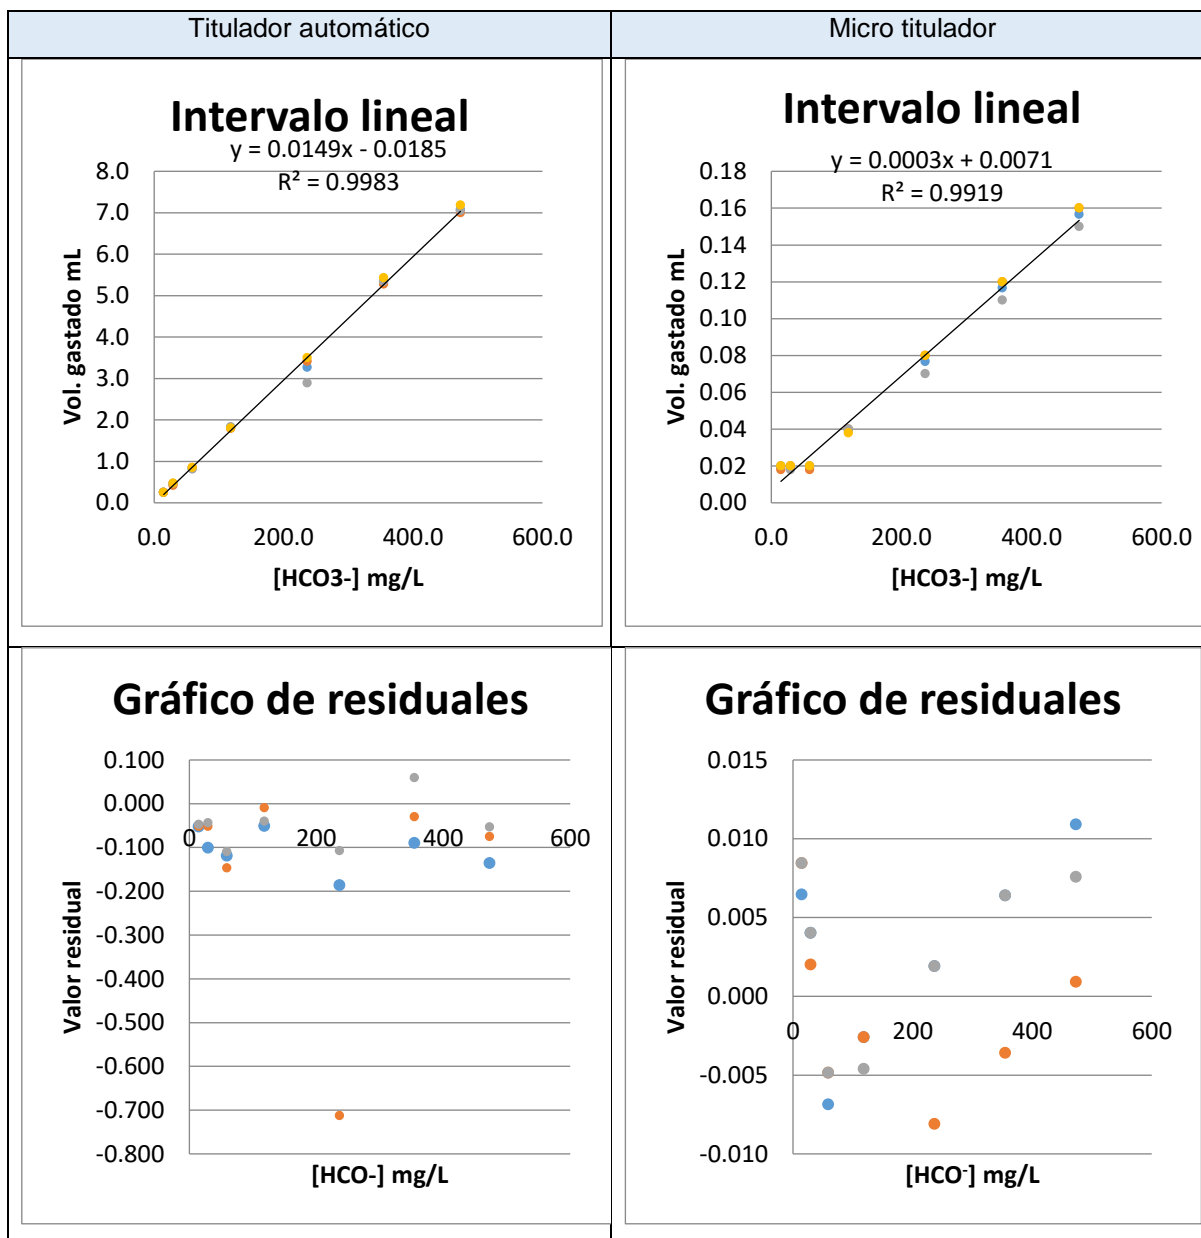 Titulador automático
Micro titulador
Intervalo lineal
y = 0.0149x - 0.0185
R² = 0.9983
8.0
7.0
6.0
5.0
4.0
3.0
2.0
1.0
0.0
Vol. gastado mL
0.0 200.0 400.0 600.0
[HCO3-] mg/L
Intervalo lineal
y = 0.0003x + 0.0071
R² = 0.9919
0.18
0.16
0.14
0.12
0.10
0.08
0.06
0.04
0.02
0.00
Vol. gastado mL
0.0 200.0 400.0 600.0
[HCO3-] mg/L
Gráfico de residuales
0.100
0.000
-0.100
-0.200
-0.300
-0.400
-0.500
-0.600
-0.700
-0.800
Valor residual
0 200 400 600
[HCO-] mg/L
Gráfico de residuales
0.015
0.010
0.005
0.000
-0.005
-0.010
Valor residual
0 200 400 600
[HCO⁻] mg/L